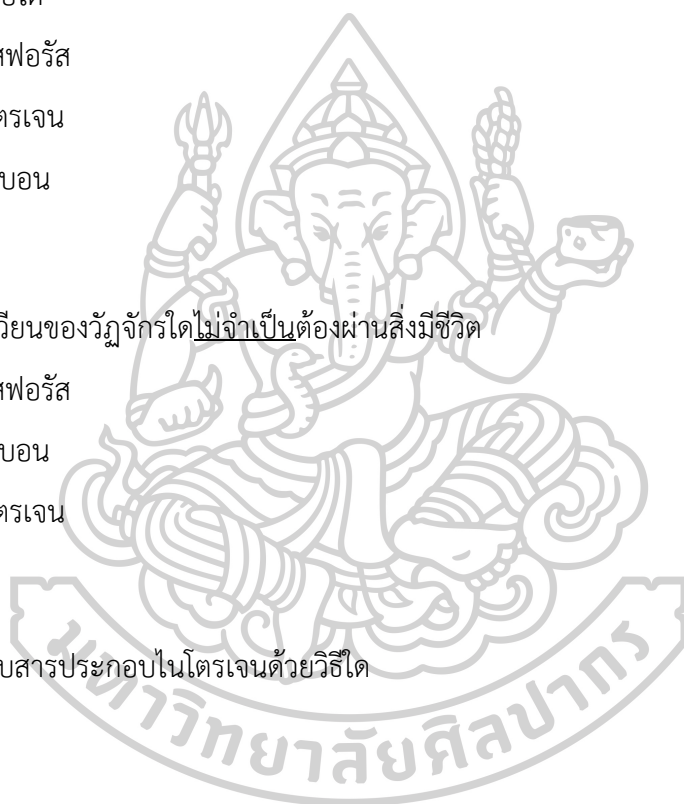 สฟอรัส
ตรเจน
บอน
วียนของวัฏจักรใดไม่จำเป็นต้องผ่านสิ่งมีชีวิต
สฟอรัส
บอน
ตรเจน
บสารประกอบไนโตรเจนด้วยวิธีใด
มหาวิทยาลัยศิลปากร